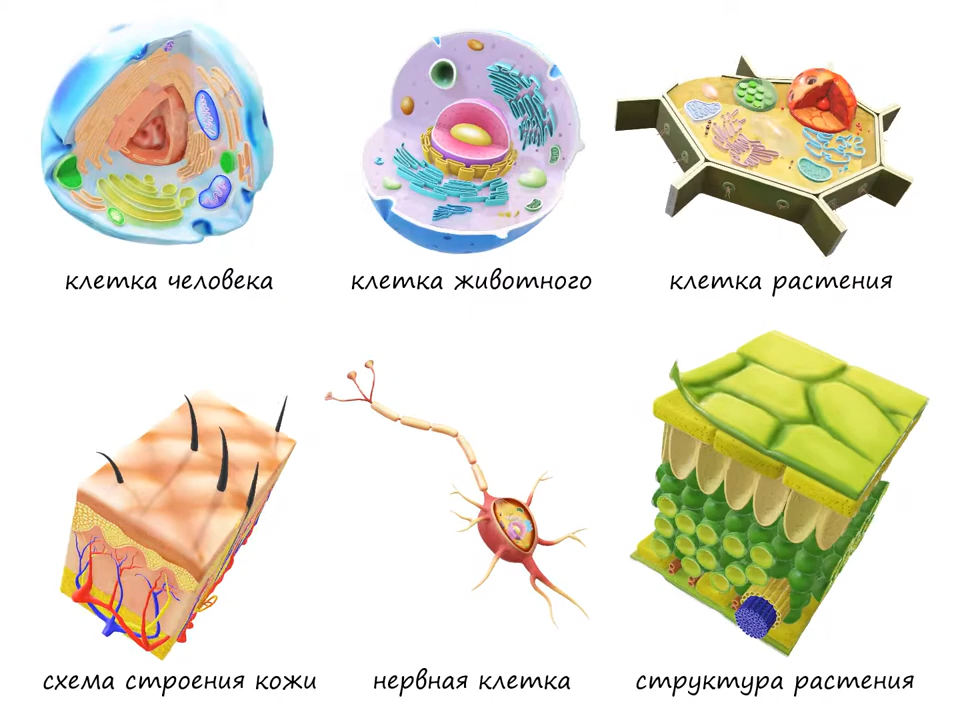 клетка человека
клетка животного
клетка растения
схема строения кожи
нервная клетка
структура растения